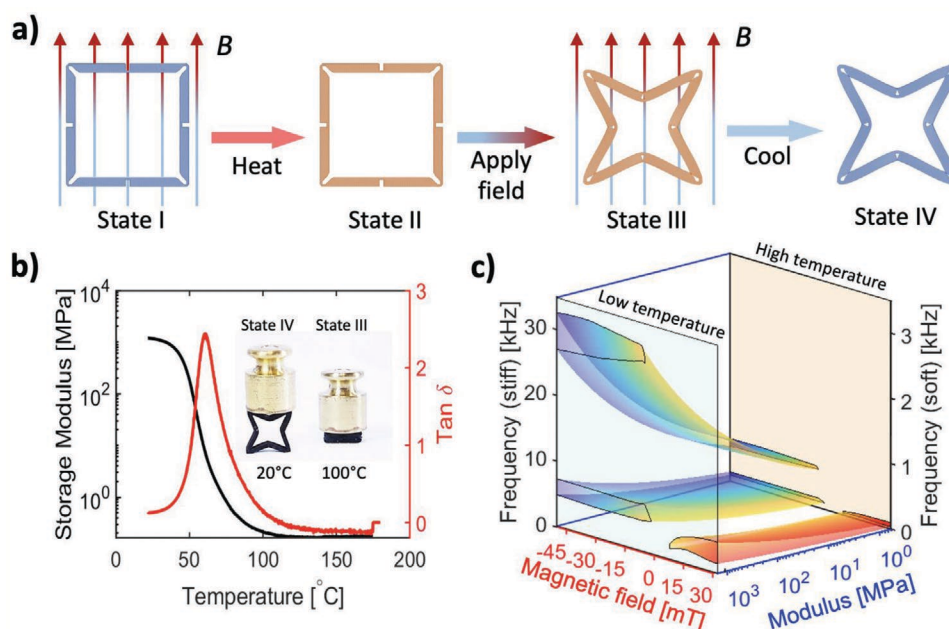 a)
B
B
Heat
Apply
field
Cool
State I
State II
State III
State IV
b)
Storage Modulus [MPa]
10⁴
10²
10⁰
0
50
100
150
200
Temperature [°C]
3
2
1
0
Tan δ
State IV
State III
20°C
100°C
c)
High temperature
Low temperature
Frequency (stiff) [kHz]
30
20
10
0
Frequency (soft) [kHz]
3
2
1
0
-45
-30
-15
0
15
30
Magnetic field [mT]
10³
10²
10¹
10⁰
Modulus [MPa]